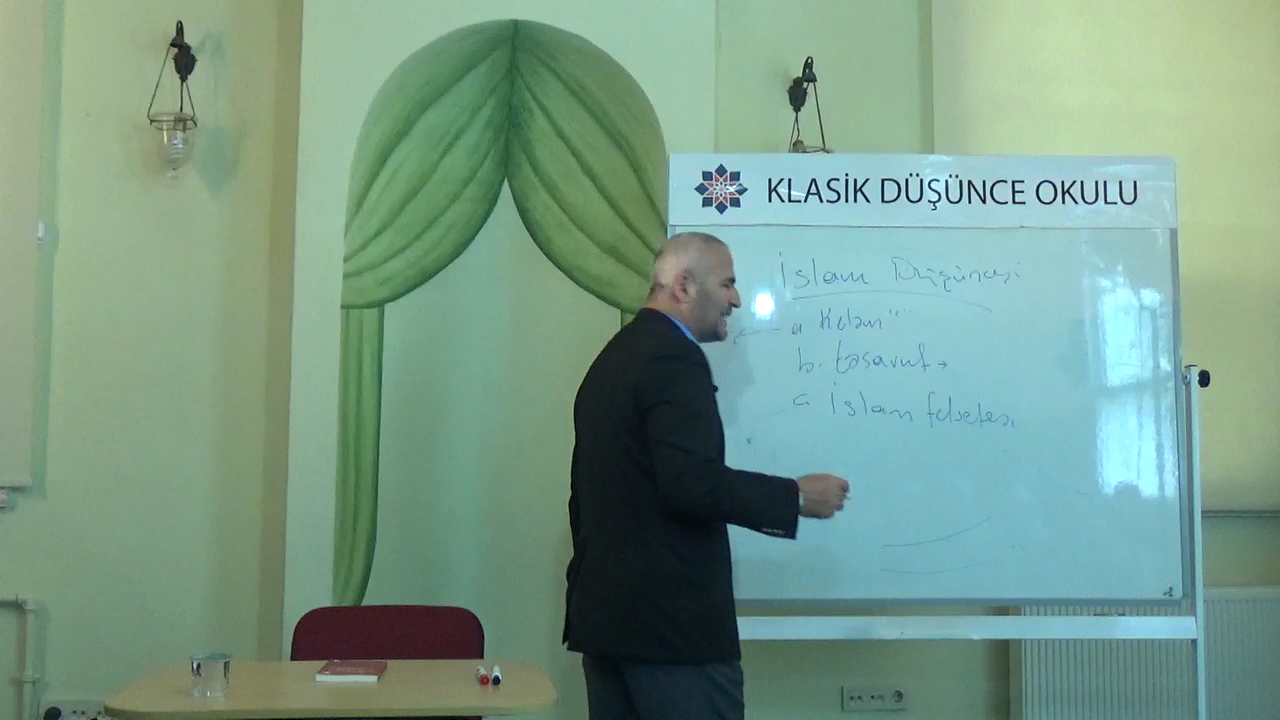 KLASİK DÜŞÜNCE OKULU
İslam Düşüncesi
a Kelam""
b. tasavvuf →
c İslam felsefesi